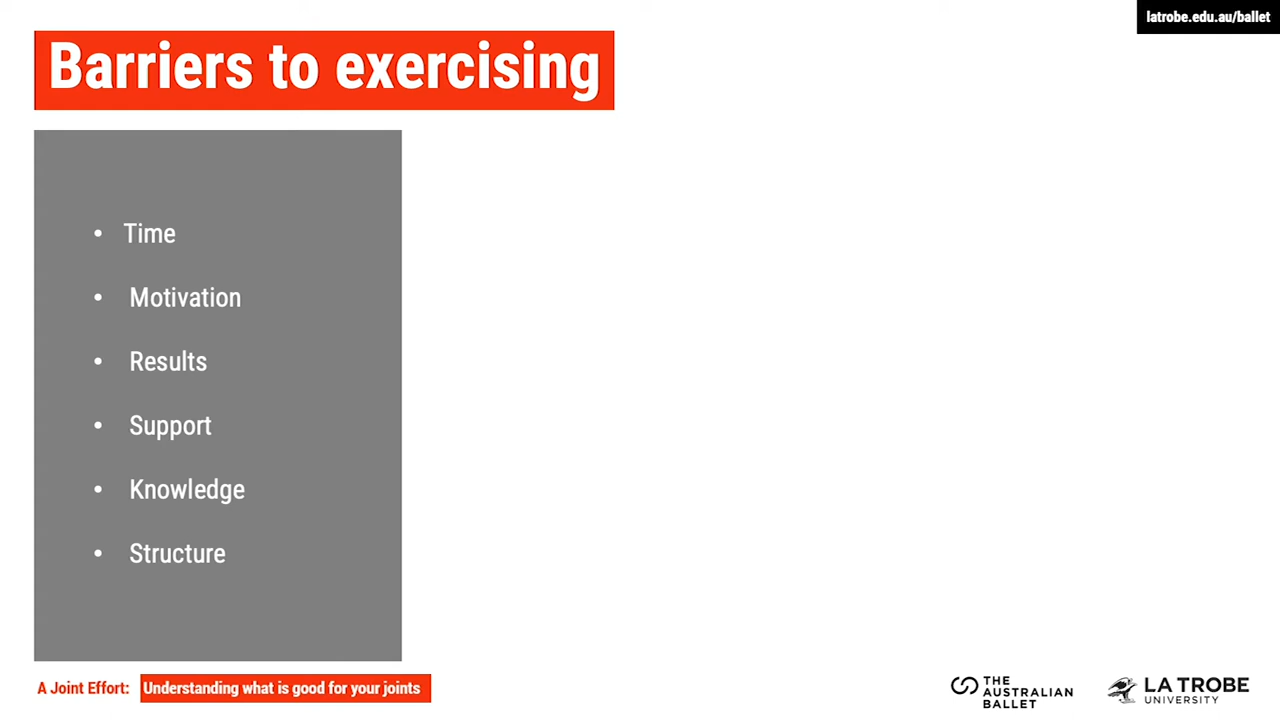 latrobe.edu.au/ballet
Barriers to exercising
• Time
• Motivation
• Results
• Support
• Knowledge
• Structure
A Joint Effort: Understanding what is good for your joints
THE
AUSTRALIAN
BALLET
LA TROBE
UNIVERSITY